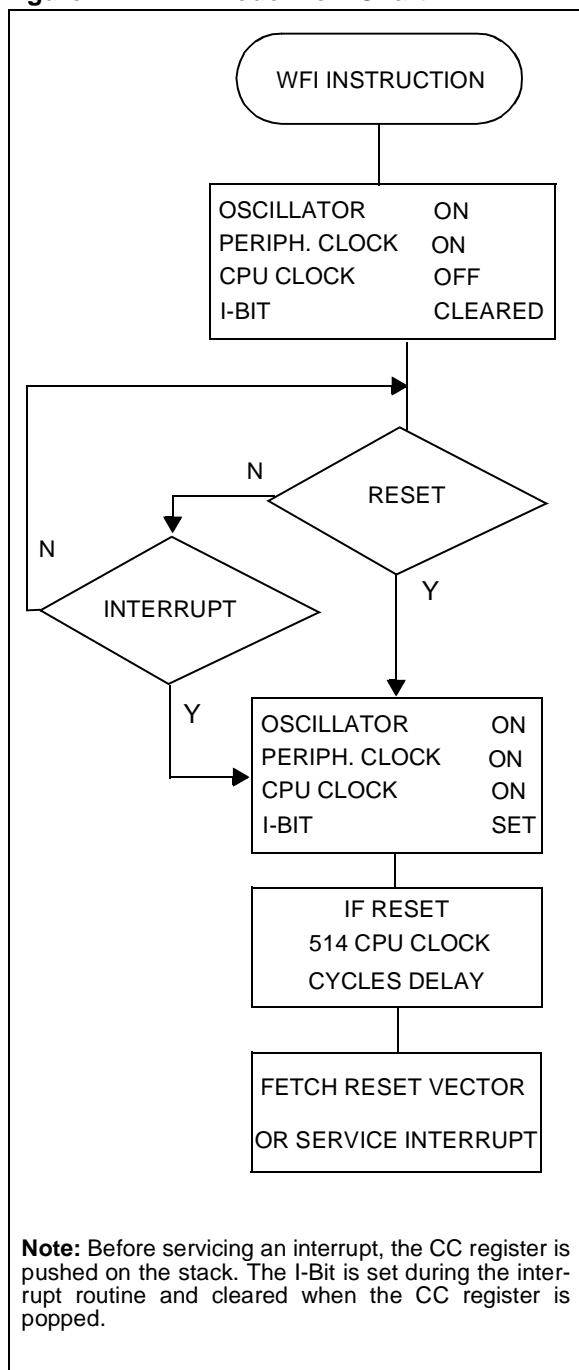 WFI INSTRUCTION
OSCILLATOR ON
PERIPH. CLOCK ON
CPU CLOCK OFF
I-BIT CLEARED
N
RESET
N
INTERRUPT
Y
Y
OSCILLATOR ON
PERIPH. CLOCK ON
CPU CLOCK ON
I-BIT SET
IF RESET
514 CPU CLOCK
CYCLES DELAY
FETCH RESET VECTOR
OR SERVICE INTERRUPT
Note: Before servicing an interrupt, the CC register is
pushed on the stack. The I-Bit is set during the inter-
rupt routine and cleared when the CC register is
popped.